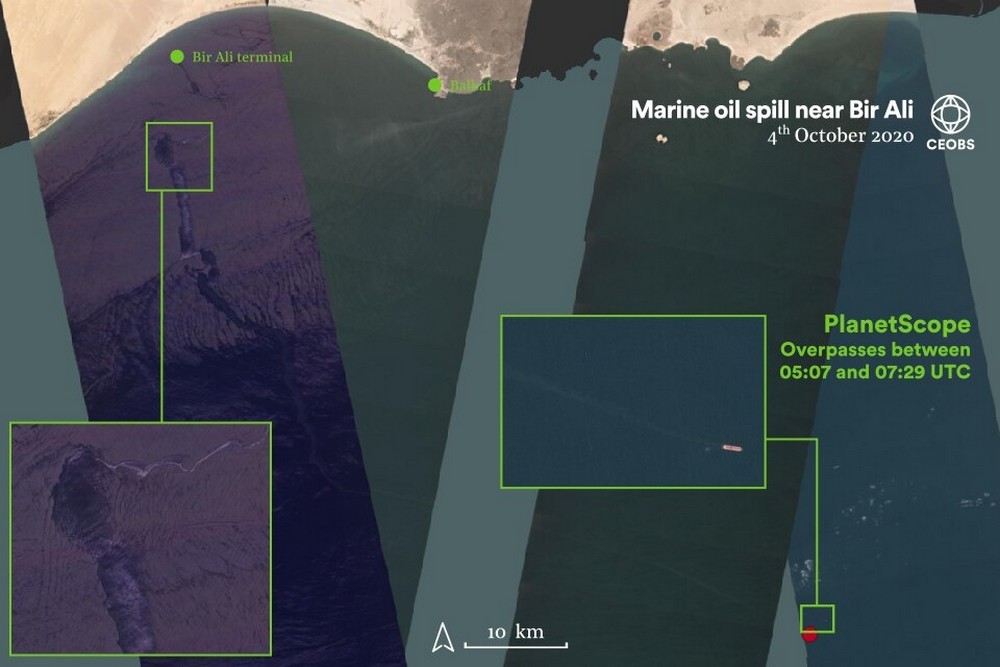 Bir Ali terminal
Balhaf
Marine oil spill near Bir Ali
4th October 2020
CEOBS
PlanetScope
Overpasses between
05:07 and 07:29 UTC
10 km